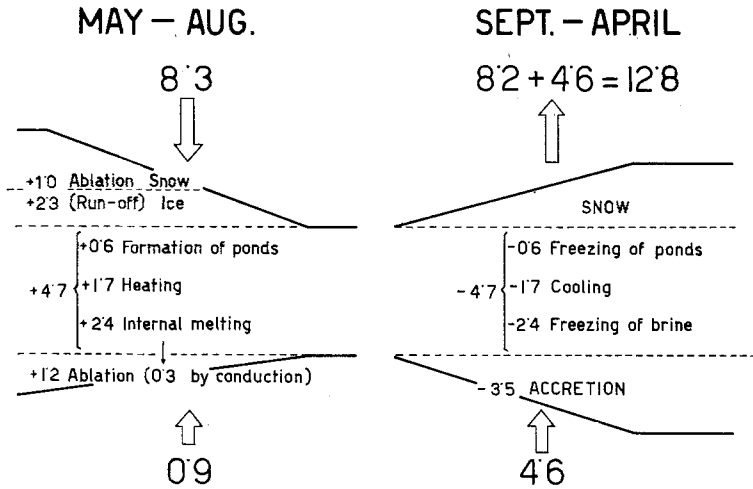 MAY – AUG.
8·3
+1·0 Ablation Snow
+2·3 (Run-off) Ice
+0·6 Formation of ponds
+4·7
+1·7 Heating
+2·4 Internal melting
+1·2 Ablation (0·3 by conduction)
0·9
SEPT. – APRIL
8·2 + 4·6 = 12·8
SNOW
-0·6 Freezing of ponds
-4·7
-1·7 Cooling
-2·4 Freezing of brine
-3·5 ACCRETION
4·6